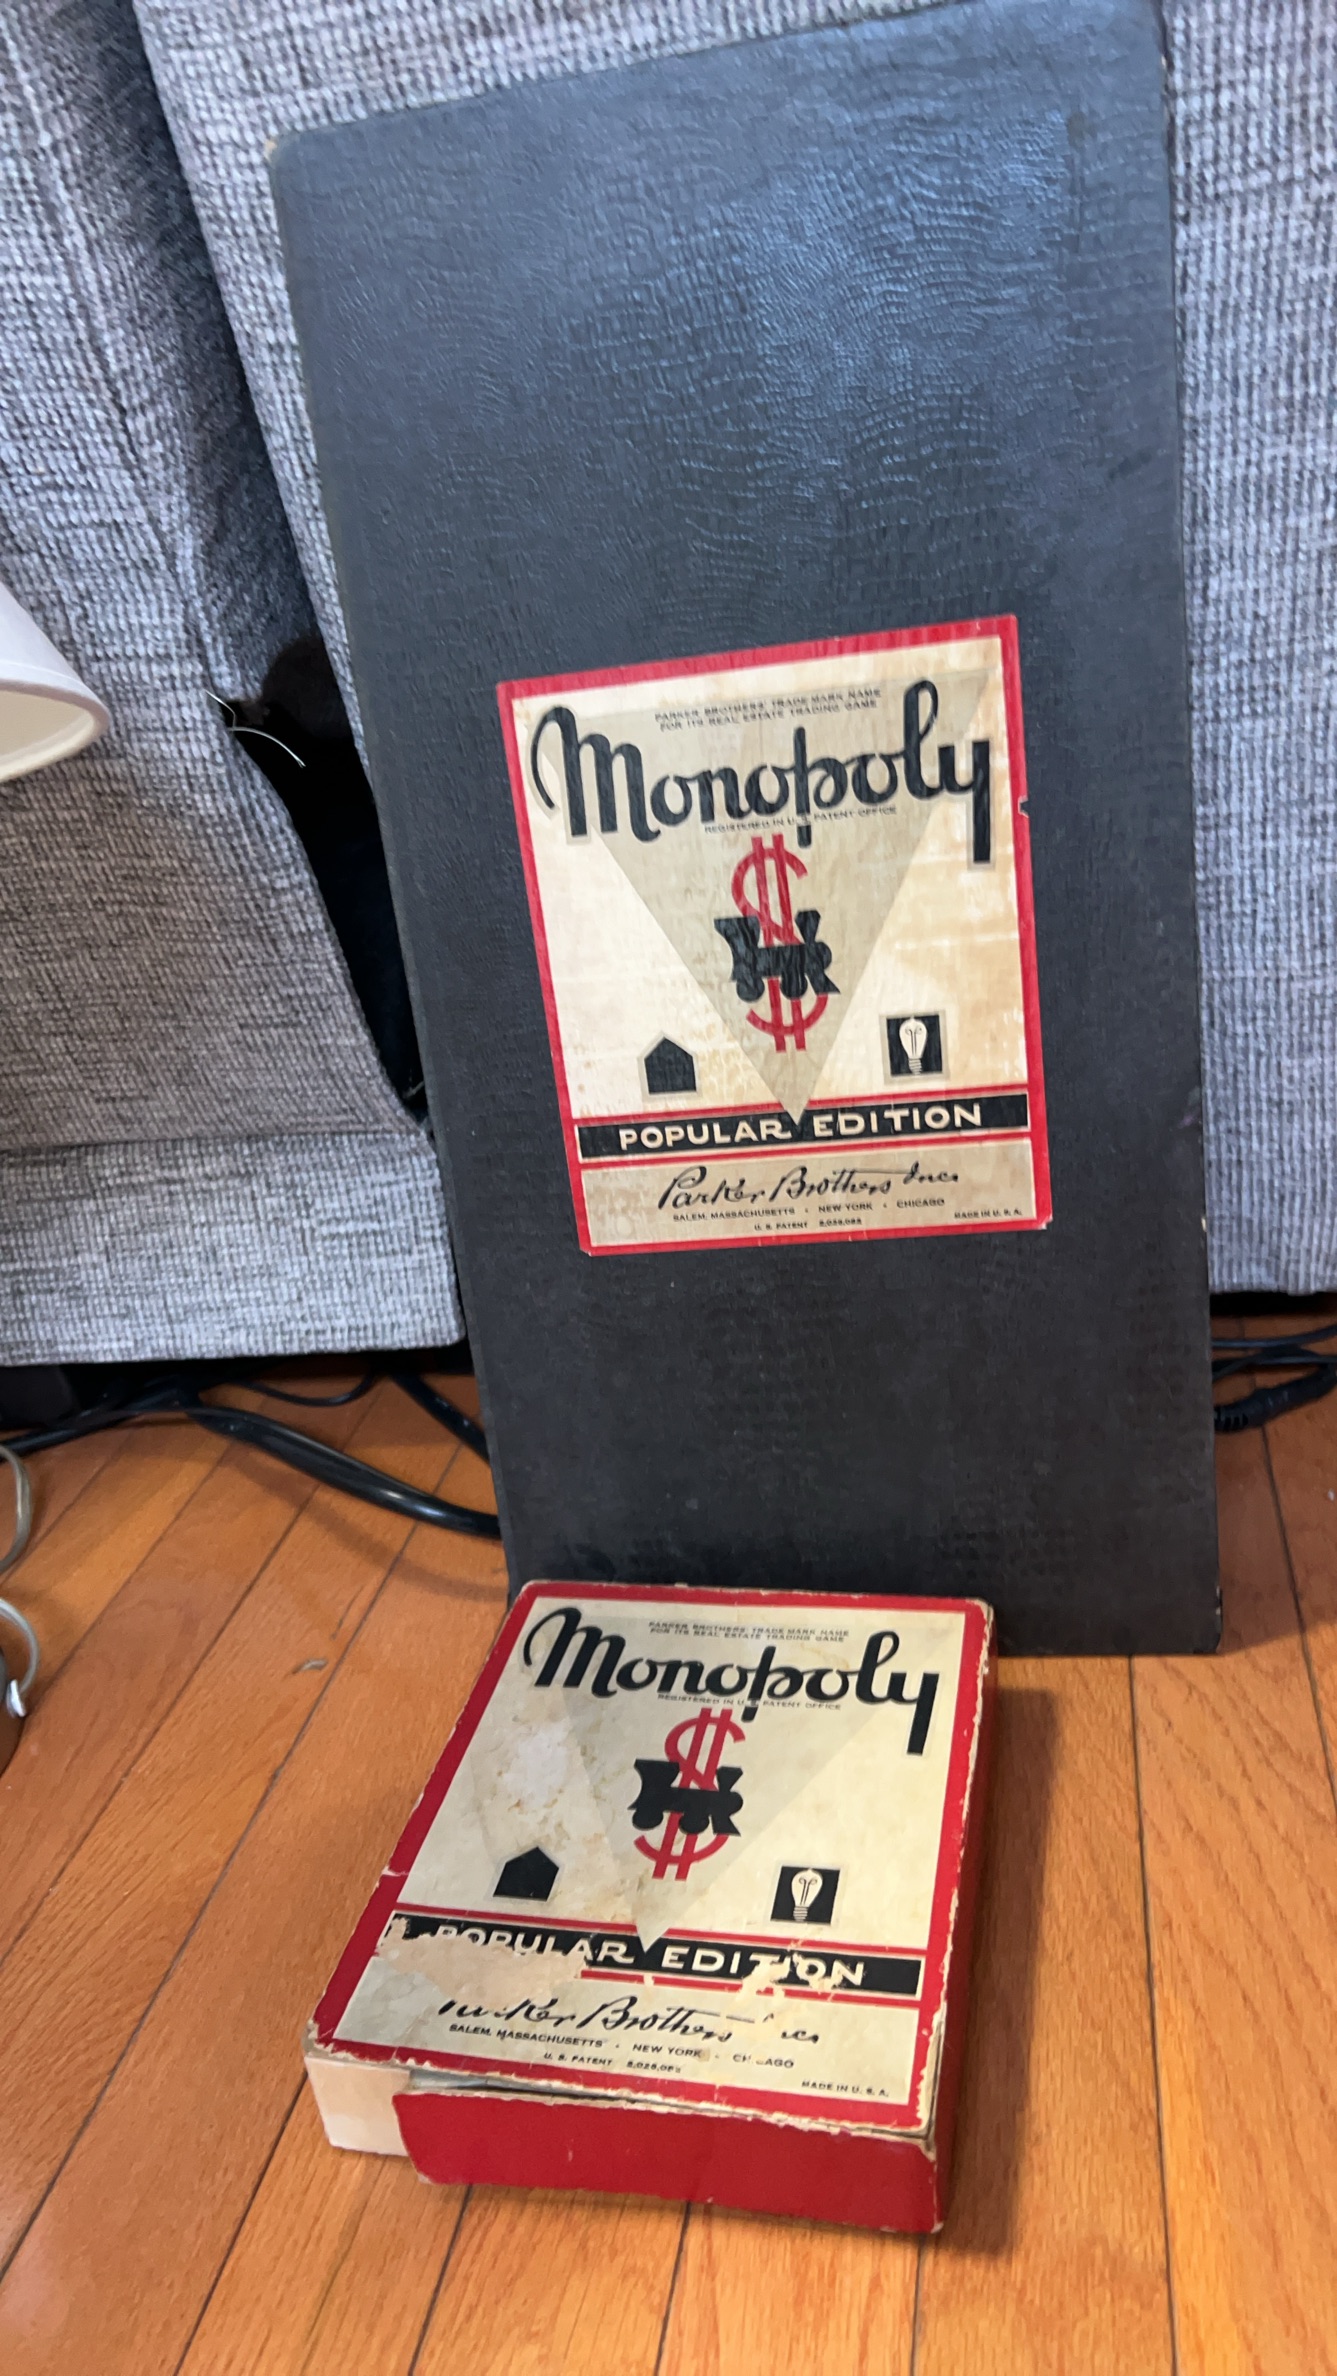 PARKER BROTHERS' TRADE MARK NAME
FOR ITS REAL ESTATE TRADING GAME
Monopoly
REGISTERED IN U. S. PATENT OFFICE
POPULAR EDITION
Parker Brothers Inc.
SALEM, MASSACHUSETTS • NEW YORK • CHICAGO
U. S. PATENT
MADE IN U. S. A.
PARKER BROTHERS' TRADE MARK NAME
FOR ITS REAL ESTATE TRADING GAME
Monopoly
REGISTERED IN U. S. PATENT OFFICE
POPULAR EDITION
Brothers
SALEM, MASSACHUSETTS • NEW YORK •
U. S. PATENT
MADE IN U. S. A.